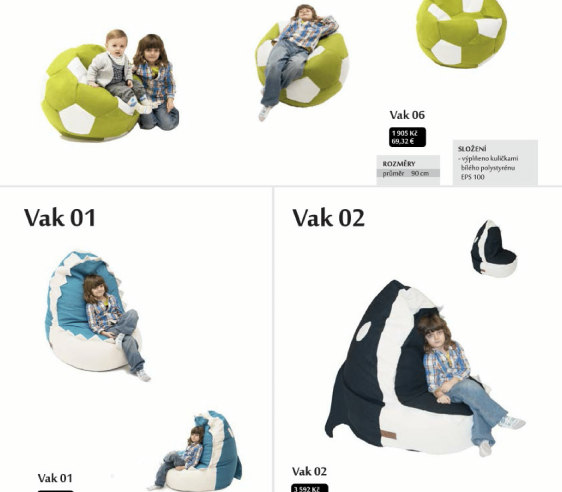 Vak 06
1 905 Kč
69,32 €
ROZMĚRY
průměr 90 cm
SLOŽENÍ
- výplněno kuličkami
bílého polystyrénu
EPS 100
Vak 01
Vak 02
Vak 01
Vak 02
3 592 Kč